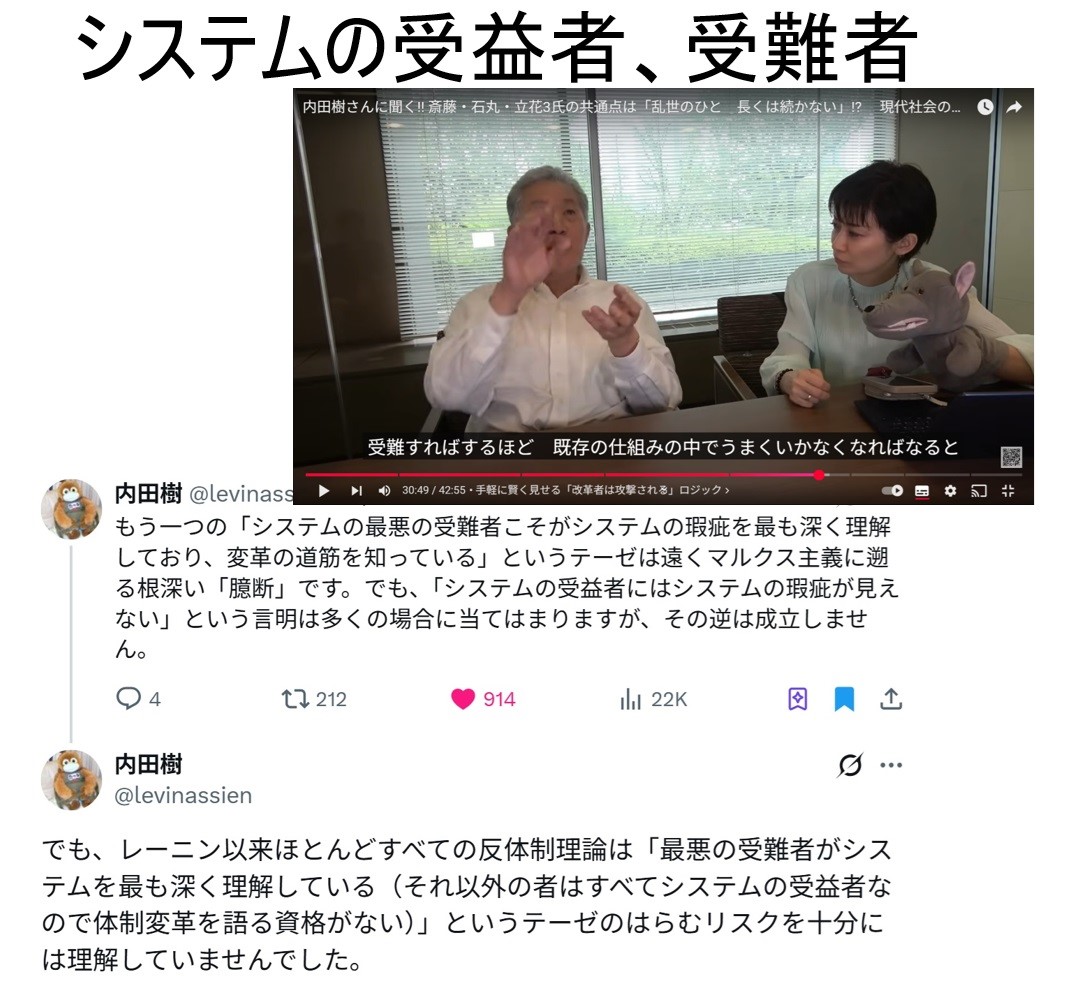 システムの受益者、受難者
内田樹さんに聞く!! 斎藤・石丸・立花3氏の共通点は「乱世のひと　長くは続かない」!?　現代社会の...
受難すればするほど　既存の仕組みの中でうまくいかなくなればなると
30:49 / 42:55・手軽に賢く見せる「改革者は攻撃される」ロジック ›
内田樹 @levinass
もう一つの「システムの最悪の受難者こそがシステムの瑕疵を最も深く理解
しており、変革の道筋を知っている」というテーゼは遠くマルクス主義に遡
る根深い「臆断」です。でも、「システムの受益者にはシステムの瑕疵が見え
ない」という言明は多くの場合に当てはまりますが、その逆は成立しませ
ん。
4 212 914 22K
内田樹
@levinassien
でも、レーニン以来ほとんどすべての反体制理論は「最悪の受難者がシス
テムを最も深く理解している（それ以外の者はすべてシステムの受益者な
ので体制変革を語る資格がない）」というテーゼのはらむリスクを十分に
は理解していませんでした。